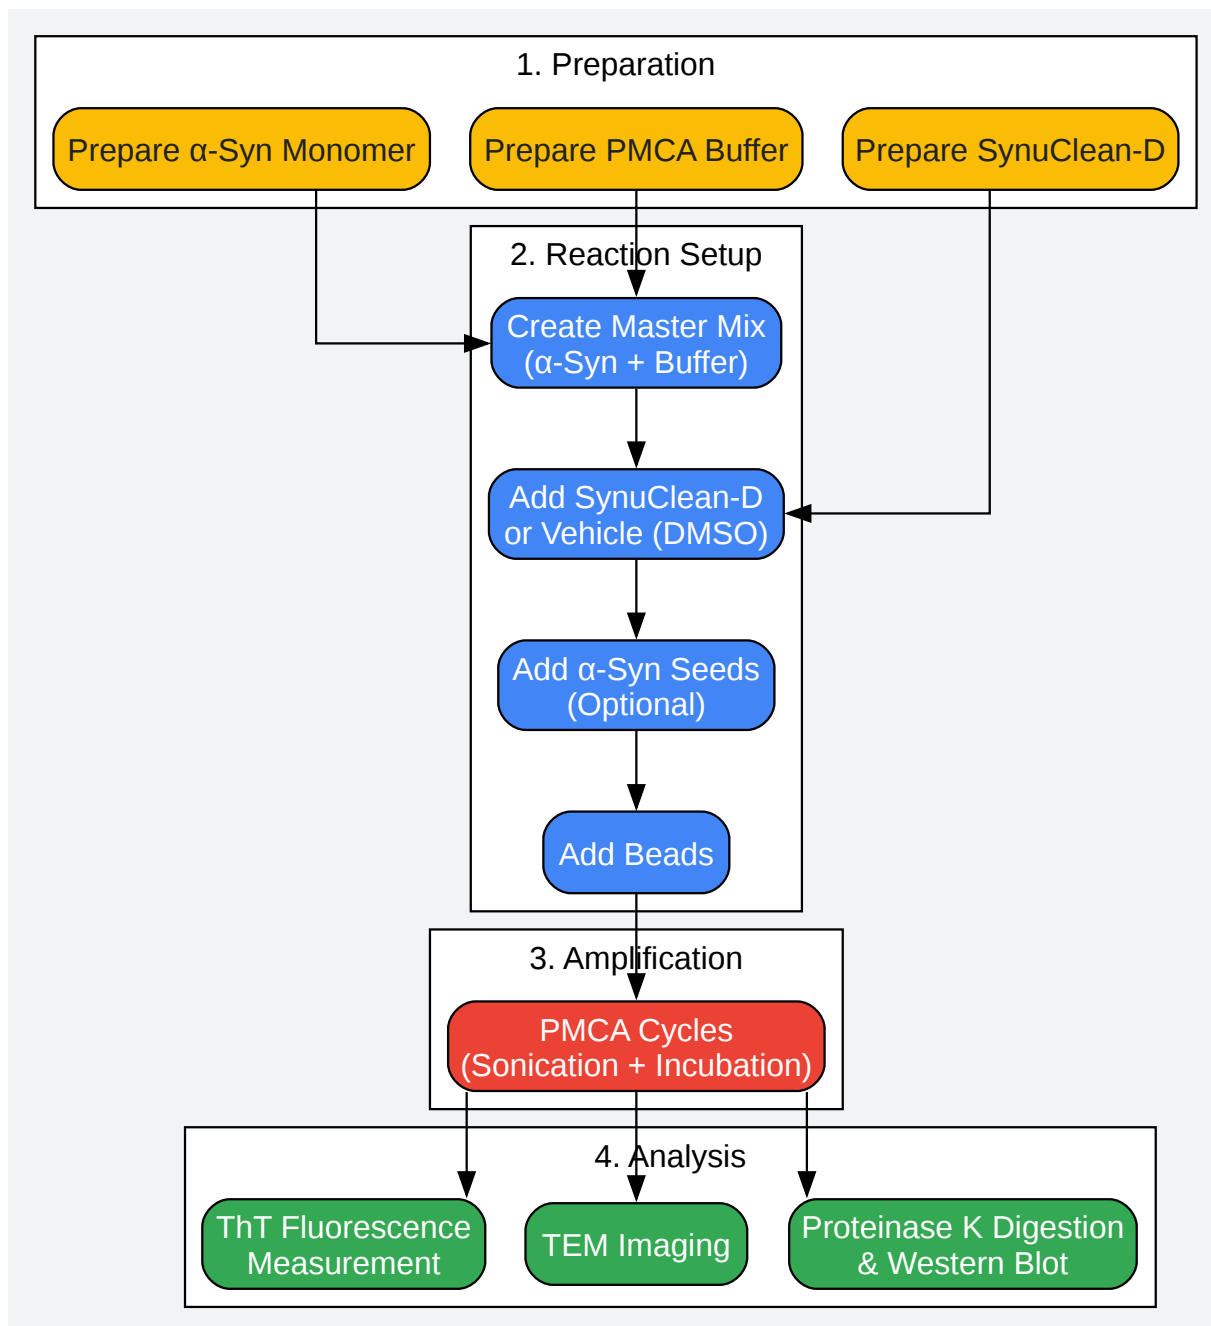 1. Preparation
Prepare α-Syn Monomer
Prepare PMCA Buffer
Prepare SynuClean-D
2. Reaction Setup
Create Master Mix
(α-Syn + Buffer)
Add SynuClean-D
or Vehicle (DMSO)
Add α-Syn Seeds
(Optional)
Add Beads
3. Amplification
PMCA Cycles
(Sonication + Incubation)
4. Analysis
ThT Fluorescence
Measurement
TEM Imaging
Proteinase K Digestion
& Western Blot